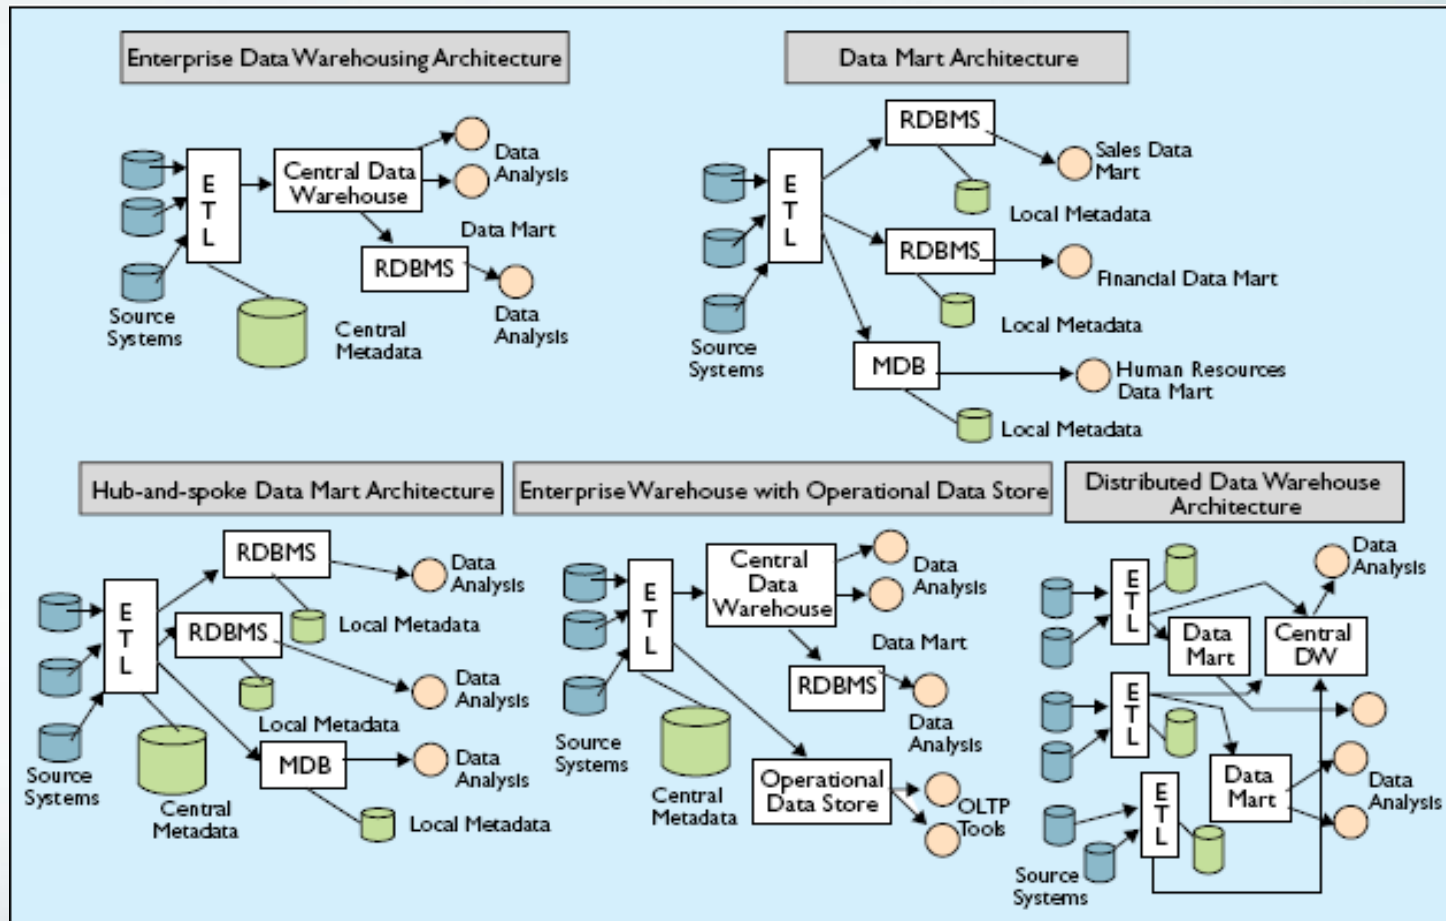 Enterprise Data Warehousing Architecture
E
T
L
Central Data
Warehouse
Data
Analysis
Data Mart
RDBMS
Data
Analysis
Source
Systems
Central
Metadata
Data Mart Architecture
E
T
L
RDBMS
Sales Data
Mart
Local Metadata
RDBMS
Financial Data Mart
Local Metadata
Source
Systems
MDB
Human Resources
Data Mart
Local Metadata
Hub-and-spoke Data Mart Architecture
E
T
L
RDBMS
Data
Analysis
Local Metadata
RDBMS
Data
Analysis
Local Metadata
MDB
Data
Analysis
Source
Systems
Central
Metadata
Local Metadata
Enterprise Warehouse with Operational Data Store
E
T
L
Central
Data
Warehouse
Data
Analysis
Data Mart
RDBMS
Data
Analysis
Source
Systems
Central
Metadata
Operational
Data Store
OLTP
Tools
Distributed Data Warehouse
Architecture
E
T
L
Data
Analysis
Data
Mart
Central
DW
E
T
L
Data
Mart
Data
Analysis
E
T
L
Source
Systems